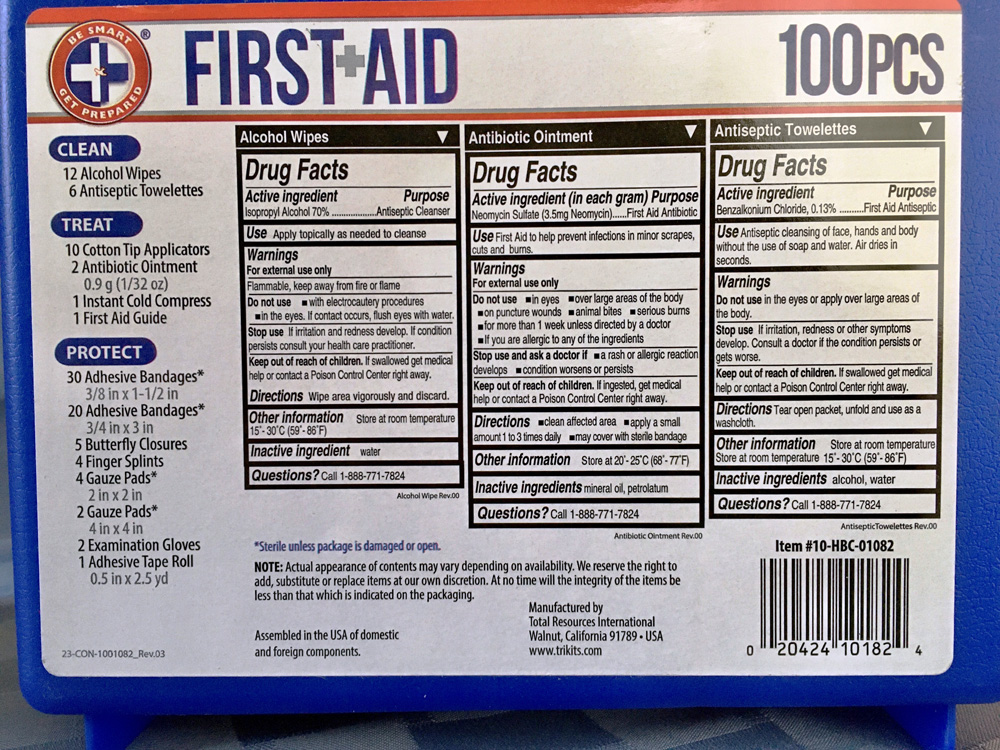 BE SMART
GET PREPARED
®
FIRST+AID
100PCS
CLEAN
12 Alcohol Wipes
6 Antiseptic Towelettes
TREAT
10 Cotton Tip Applicators
2 Antibiotic Ointment
0.9 g (1/32 oz)
1 Instant Cold Compress
1 First Aid Guide
PROTECT
30 Adhesive Bandages*
3/8 in x 1-1/2 in
20 Adhesive Bandages*
3/4 in x 3 in
5 Butterfly Closures
4 Finger Splints
4 Gauze Pads*
2 in x 2 in
2 Gauze Pads*
4 in x 4 in
2 Examination Gloves
1 Adhesive Tape Roll
0.5 in x 2.5 yd
23-CON-1001082_Rev.03
Alcohol Wipes ▼
Drug Facts
Active ingredient Purpose
Isopropyl Alcohol 70% ................Antiseptic Cleanser
Use Apply topically as needed to cleanse
Warnings
For external use only
Flammable, keep away from fire or flame
Do not use ■ with electrocautery procedures
■ in the eyes. If contact occurs, flush eyes with water.
Stop use If irritation and redness develop. If condition
persists consult your health care practitioner.
Keep out of reach of children. If swallowed get medical
help or contact a Poison Control Center right away.
Directions Wipe area vigorously and discard.
Other information Store at room temperature
15˚- 30˚C (59˚- 86˚F)
Inactive ingredient water
Questions? Call 1-888-771-7824
Alcohol Wipe Rev.00
Antibiotic Ointment ▼
Drug Facts
Active ingredient (in each gram) Purpose
Neomycin Sulfate (3.5mg Neomycin)......First Aid Antibiotic
Use First Aid to help prevent infections in minor scrapes,
cuts and burns.
Warnings
For external use only
Do not use ■ in eyes ■ over large areas of the body
■ on puncture wounds ■ animal bites ■ serious burns
■ for more than 1 week unless directed by a doctor
■ If you are allergic to any of the ingredients
Stop use and ask a doctor if ■ a rash or allergic reaction
develops ■ condition worsens or persists
Keep out of reach of children. If ingested, get medical
help or contact a Poison Control Center right away.
Directions ■ clean affected area ■ apply a small
amount 1 to 3 times daily ■ may cover with sterile bandage
Other information Store at 20˚- 25˚C (68˚- 77˚F)
Inactive ingredients mineral oil, petrolatum
Questions? Call 1-888-771-7824
Antibiotic Ointment Rev.00
Antiseptic Towelettes ▼
Drug Facts
Active ingredient Purpose
Benzalkonium Chloride, 0.13% ..........First Aid Antiseptic
Use Antiseptic cleansing of face, hands and body
without the use of soap and water. Air dries in
seconds.
Warnings
Do not use in the eyes or apply over large areas of
the body.
Stop use If irritation, redness or other symptoms
develop. Consult a doctor if the condition persists or
gets worse.
Keep out of reach of children. If swallowed get medical
help or contact a Poison Control Center right away.
Directions Tear open packet, unfold and use as a
washcloth.
Other information Store at room temperature
Store at room temperature 15˚- 30˚C (59˚- 86˚F)
Inactive ingredients alcohol, water
Questions? Call 1-888-771-7824
AntisepticTowelettes Rev.00
*Sterile unless package is damaged or open.
NOTE: Actual appearance of contents may vary depending on availability. We reserve the right to
add, substitute or replace items at our own discretion. At no time will the integrity of the items be
less than that which is indicated on the packaging.
Assembled in the USA of domestic
and foreign components.
Manufactured by
Total Resources International
Walnut, California 91789 • USA
www.trikits.com
Item #10-HBC-01082
0 20424 10182 4